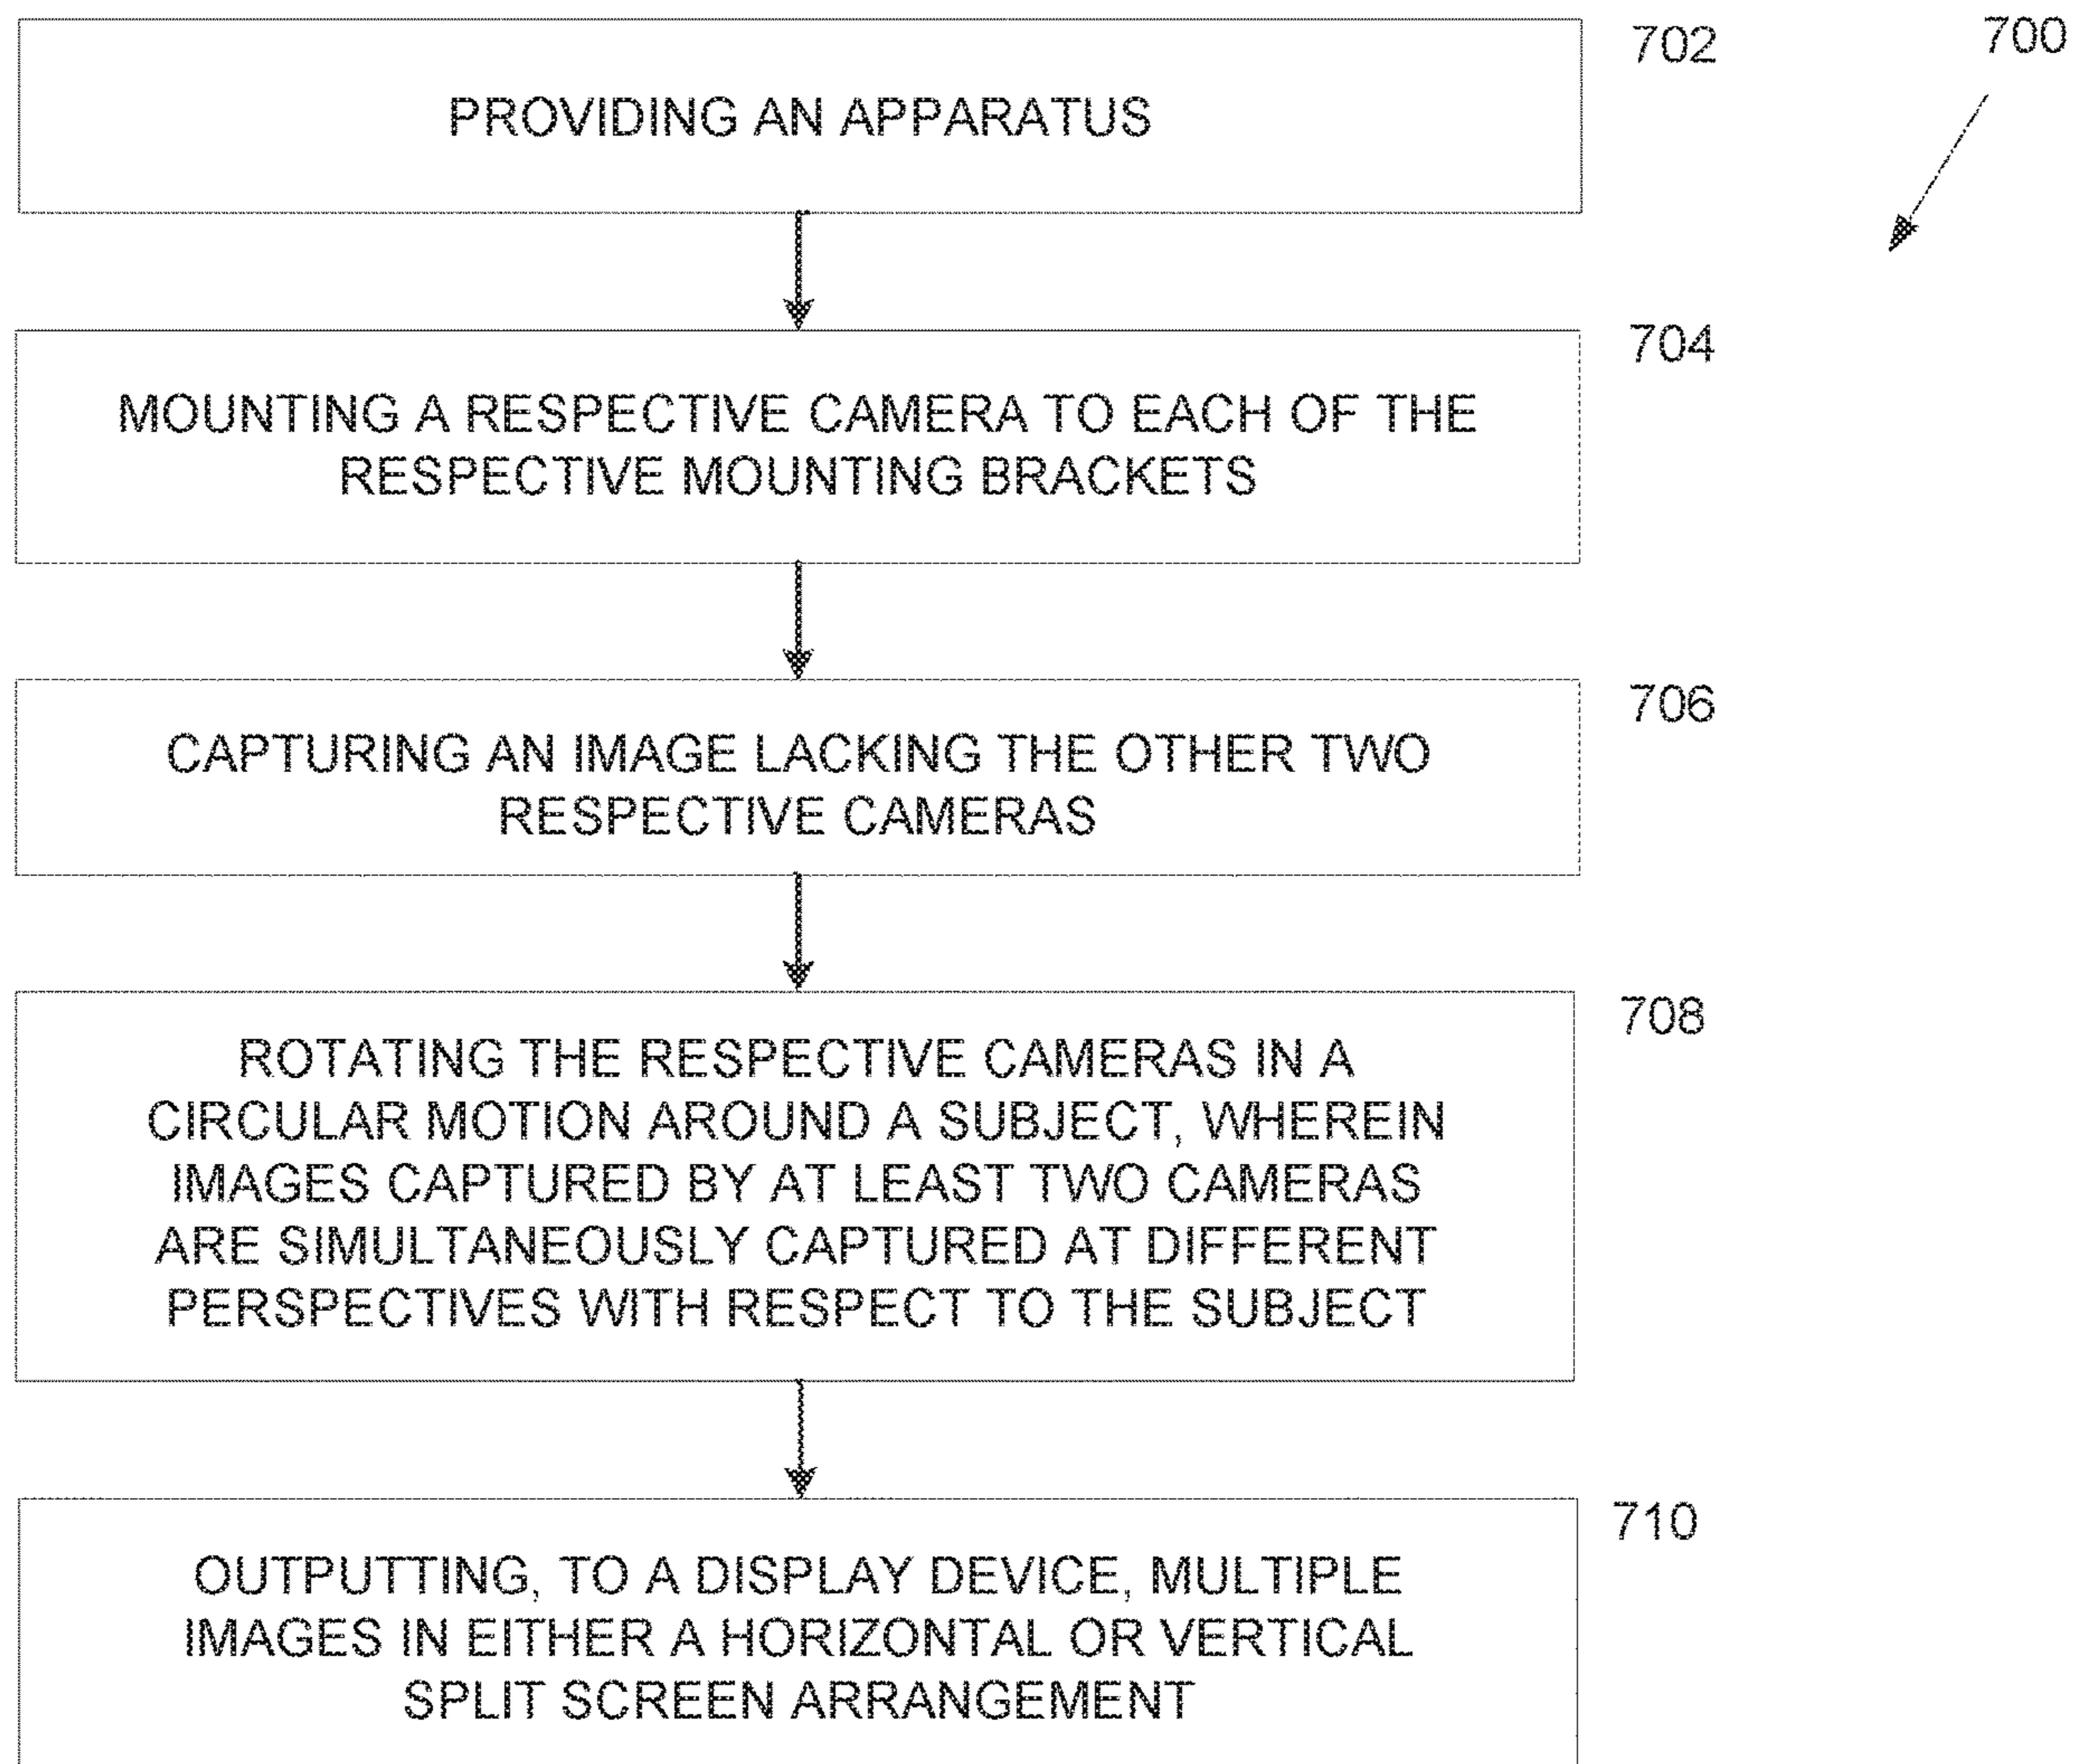 702
700
PROVIDING AN APPARATUS
704
MOUNTING A RESPECTIVE CAMERA TO EACH OF THE
RESPECTIVE MOUNTING BRACKETS
706
CAPTURING AN IMAGE LACKING THE OTHER TWO
RESPECTIVE CAMERAS
708
ROTATING THE RESPECTIVE CAMERAS IN A
CIRCULAR MOTION AROUND A SUBJECT, WHEREIN
IMAGES CAPTURED BY AT LEAST TWO CAMERAS
ARE SIMULTANEOUSLY CAPTURED AT DIFFERENT
PERSPECTIVES WITH RESPECT TO THE SUBJECT
710
OUTPUTTING, TO A DISPLAY DEVICE, MULTIPLE
IMAGES IN EITHER A HORIZONTAL OR VERTICAL
SPLIT SCREEN ARRANGEMENT